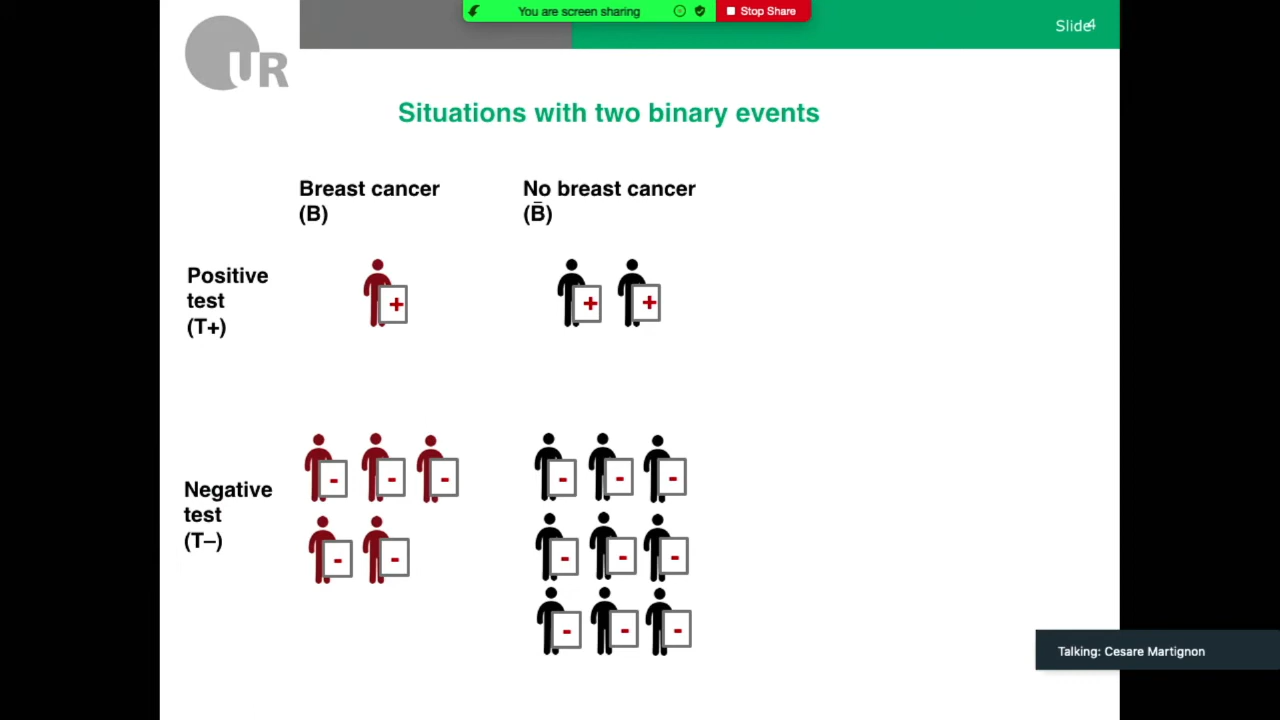 You are screen sharing
Stop Share
Slide4
UR
Situations with two binary events
Breast cancer
(B)
No breast cancer
(B̄)
Positive
test
(T+)
+
+ +
Negative
test
(T–)
- - -
- -
- - -
- - -
- - -
Talking: Cesare Martignon